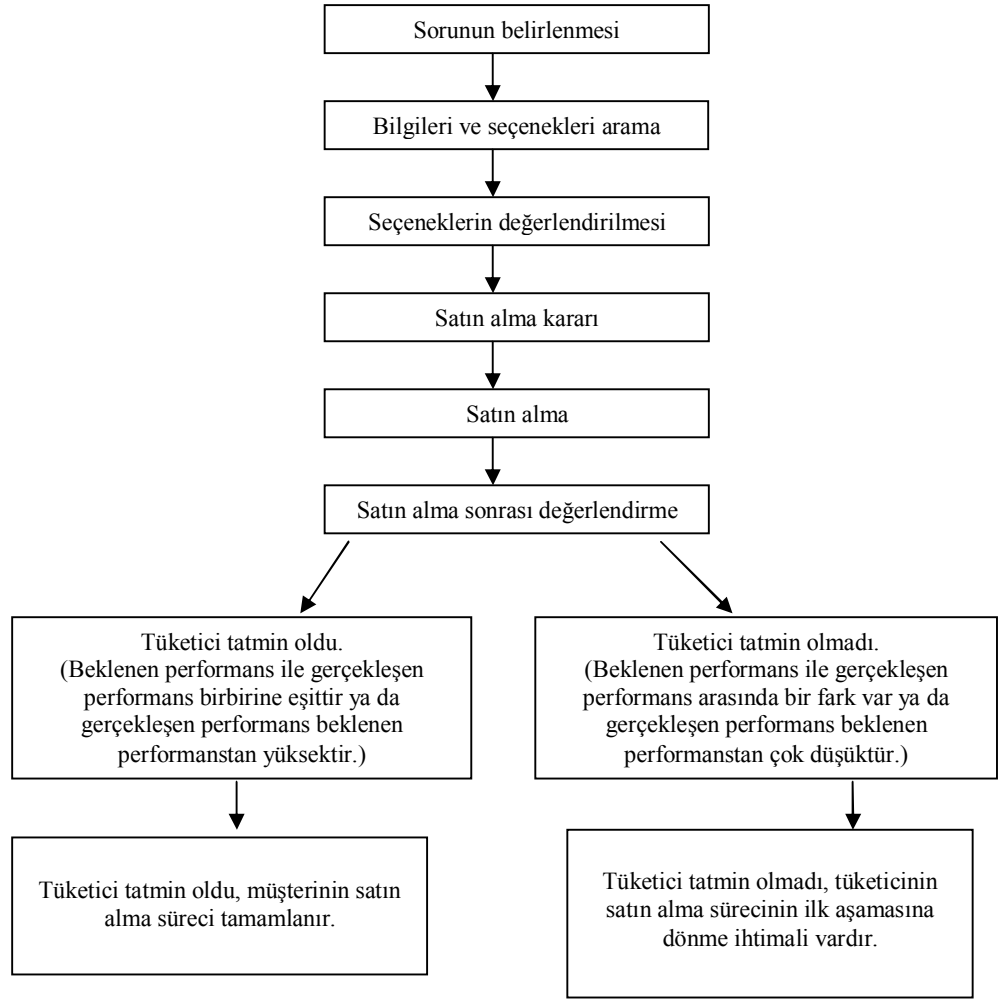 Sorunun belirlenmesi
Bilgileri ve seçenekleri arama
Seçeneklerin değerlendirilmesi
Satın alma kararı
Satın alma
Satın alma sonrası değerlendirme
Tüketici tatmin oldu.
(Beklenen performans ile gerçekleşen
performans birbirine eşittir ya da
gerçekleşen performans beklenen
performanstan yüksektir.)
Tüketici tatmin olmadı.
(Beklenen performans ile gerçekleşen
performans arasında bir fark var ya da
gerçekleşen performans beklenen
performanstan çok düşüktür.)
Tüketici tatmin oldu, müşterinin satın
alma süreci tamamlanır.
Tüketici tatmin olmadı, tüketicinin
satın alma sürecinin ilk aşamasına
dönme ihtimali vardır.